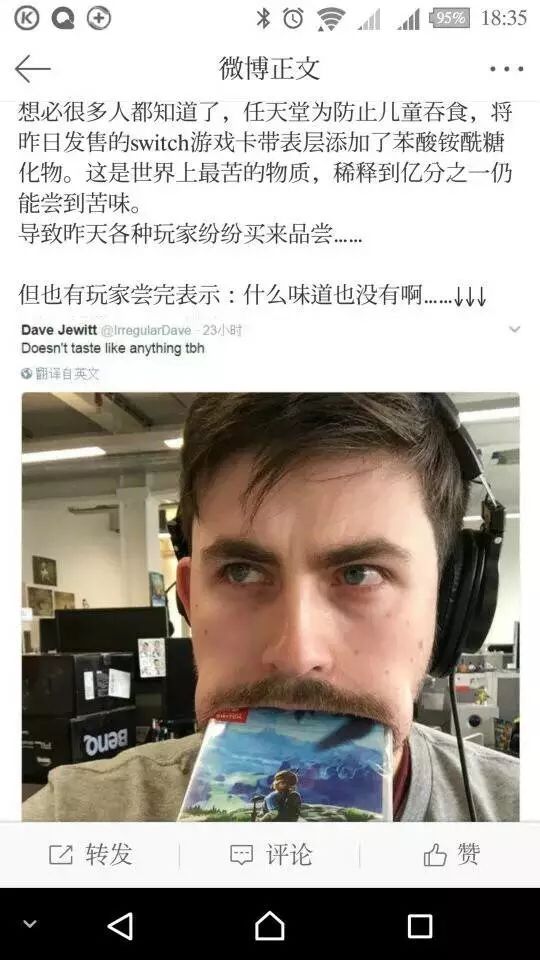 95% 18:35
微博正文
想必很多人都知道了，任天堂为防止儿童吞食，将
昨日发售的switch游戏卡带表层添加了苯酸铵酰糖
化物。这是世界上最苦的物质，稀释到亿分之一仍
能尝到苦味。
导致昨天各种玩家纷纷买来品尝......
但也有玩家尝完表示：什么味道也没有啊......↓↓↓
Dave Jewitt @IrregularDave · 23小时
Doesn't taste like anything tbh
翻译自英文
SWITCH
BenQ
转发
评论
赞